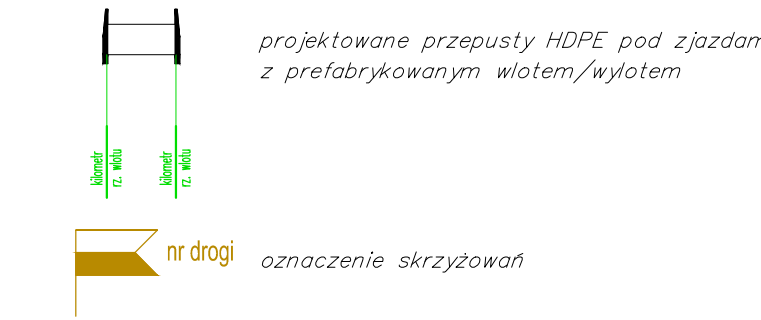 projektowane przepusty HDPE pod zjazdam
z prefabrykowanym wlotem/wylotem
kilometr
rz. wlotu
kilometr
rz. wlotu
nr drogi
oznaczenie skrzyżowań